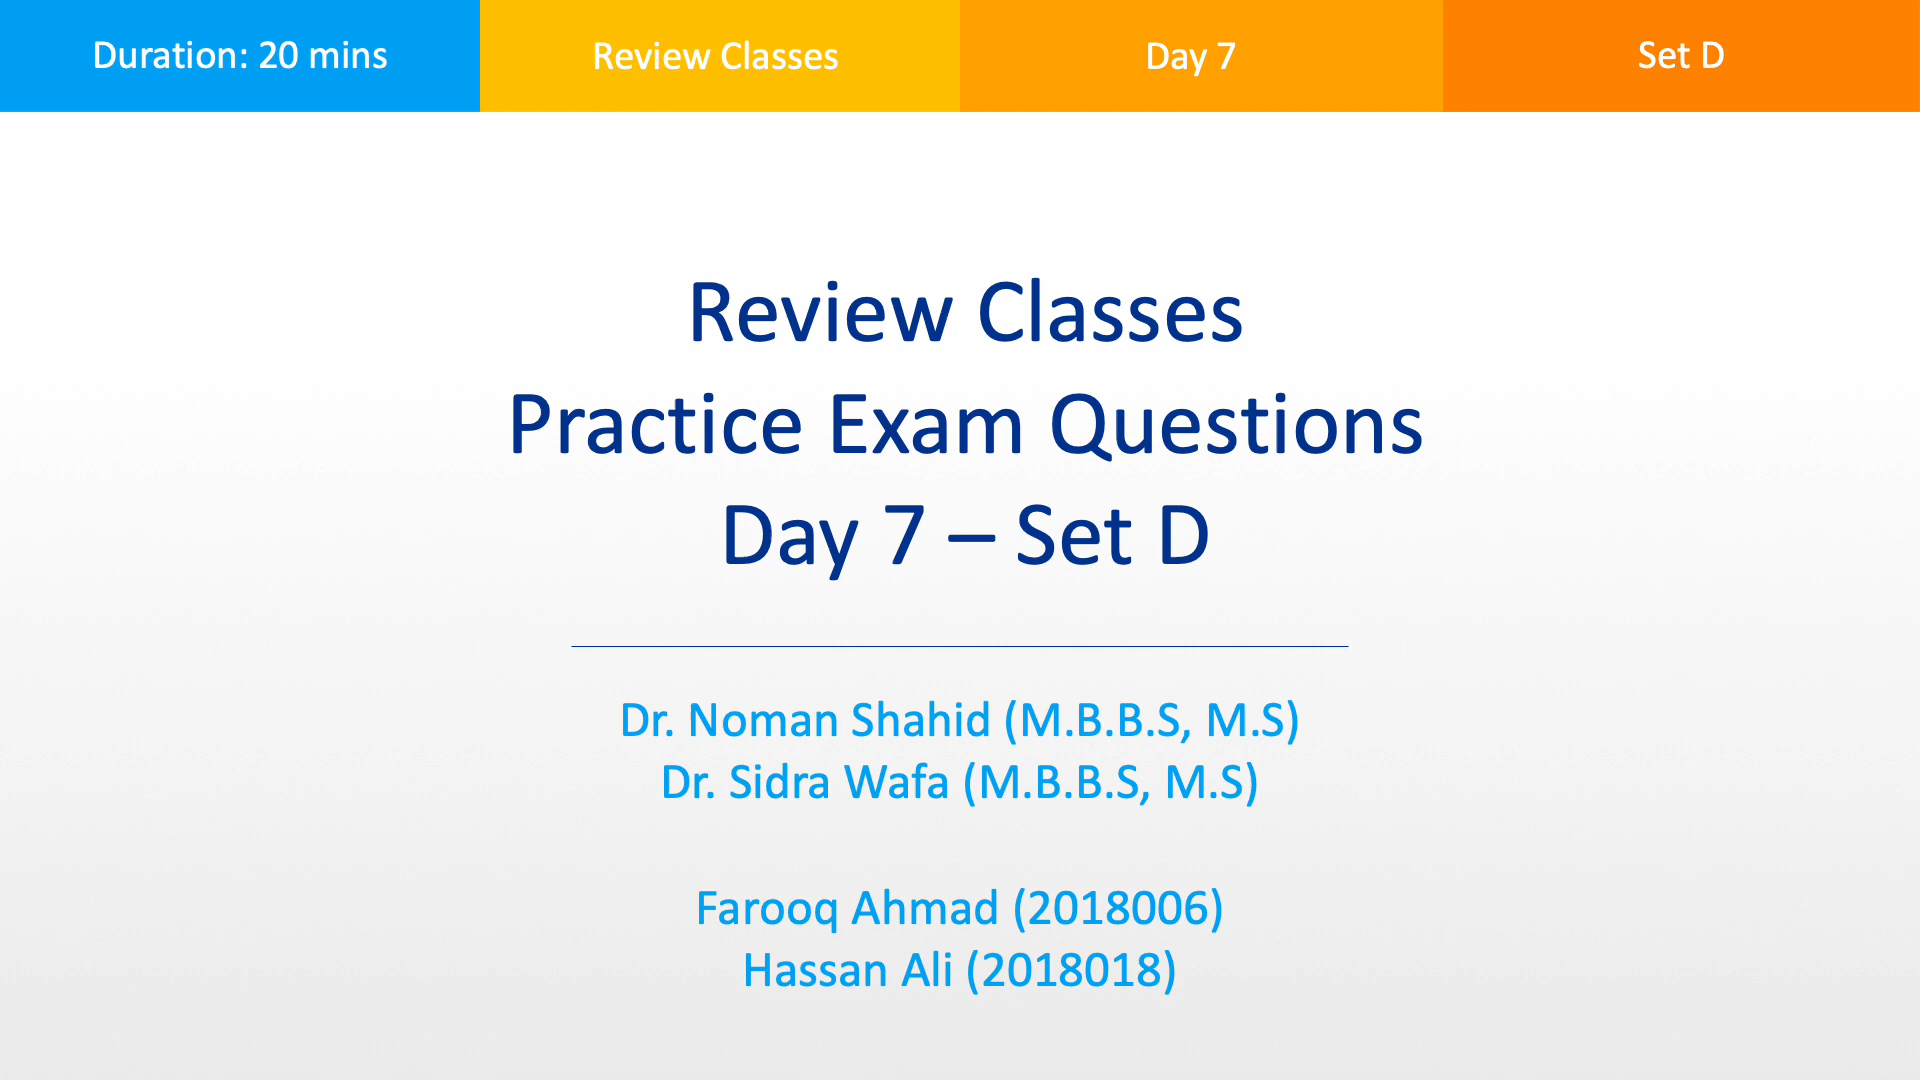 Duration: 20 mins
Review Classes
Day 7
Set D
Review Classes
Practice Exam Questions
Day 7 – Set D
Dr. Noman Shahid (M.B.B.S, M.S)
Dr. Sidra Wafa (M.B.B.S, M.S)
Farooq Ahmad (2018006)
Hassan Ali (2018018)